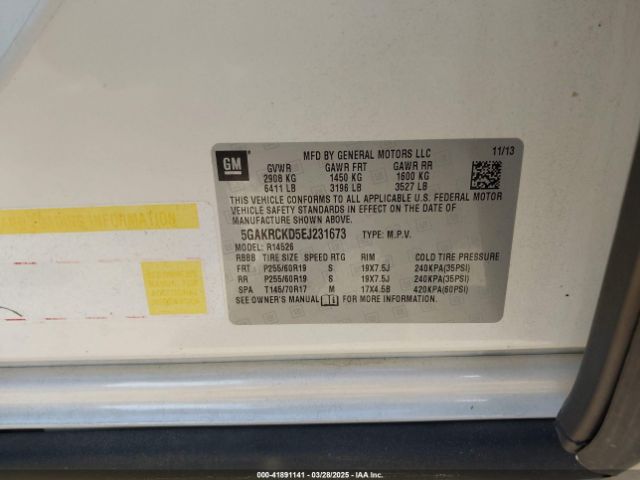 GM
MFD BY GENERAL MOTORS LLC 11/13
GVWR GAWR FRT GAWR RR
2908 KG 1450 KG 1600 KG
6411 LB 3196 LB 3527 LB
THIS VEHICLE CONFORMS TO ALL APPLICABLE U.S. FEDERAL MOTOR
VEHICLE SAFETY STANDARDS IN EFFECT ON THE DATE OF
MANUFACTURE SHOWN ABOVE.
5GAKRCKD5EJ231673 TYPE: M.P.V.
MODEL: R14526
RBBB TIRE SIZE SPEED RTG RIM COLD TIRE PRESSURE
FRT P255/60R19 S 19X7.5J 240KPA(35PSI)
RR P255/60R19 S 19X7.5J 240KPA(35PSI)
SPA T145/70R17 M 17X4.5B 420KPA(60PSI)
SEE OWNER'S MANUAL FOR MORE INFORMATION.
INFORMATION
000-41891141 | 03/28/2025 | IAA Inc.